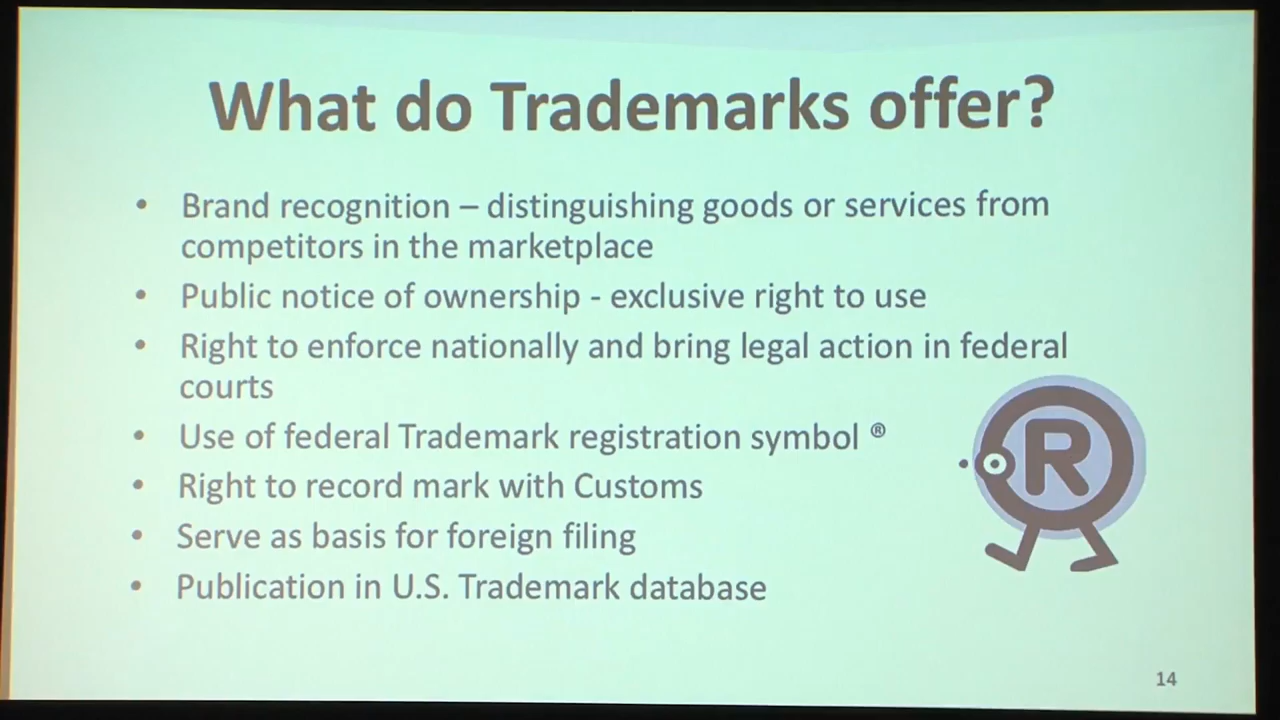 What do Trademarks offer?
• Brand recognition – distinguishing goods or services from
competitors in the marketplace
• Public notice of ownership - exclusive right to use
• Right to enforce nationally and bring legal action in federal
courts
• Use of federal Trademark registration symbol ®
• Right to record mark with Customs
• Serve as basis for foreign filing
• Publication in U.S. Trademark database
R
14